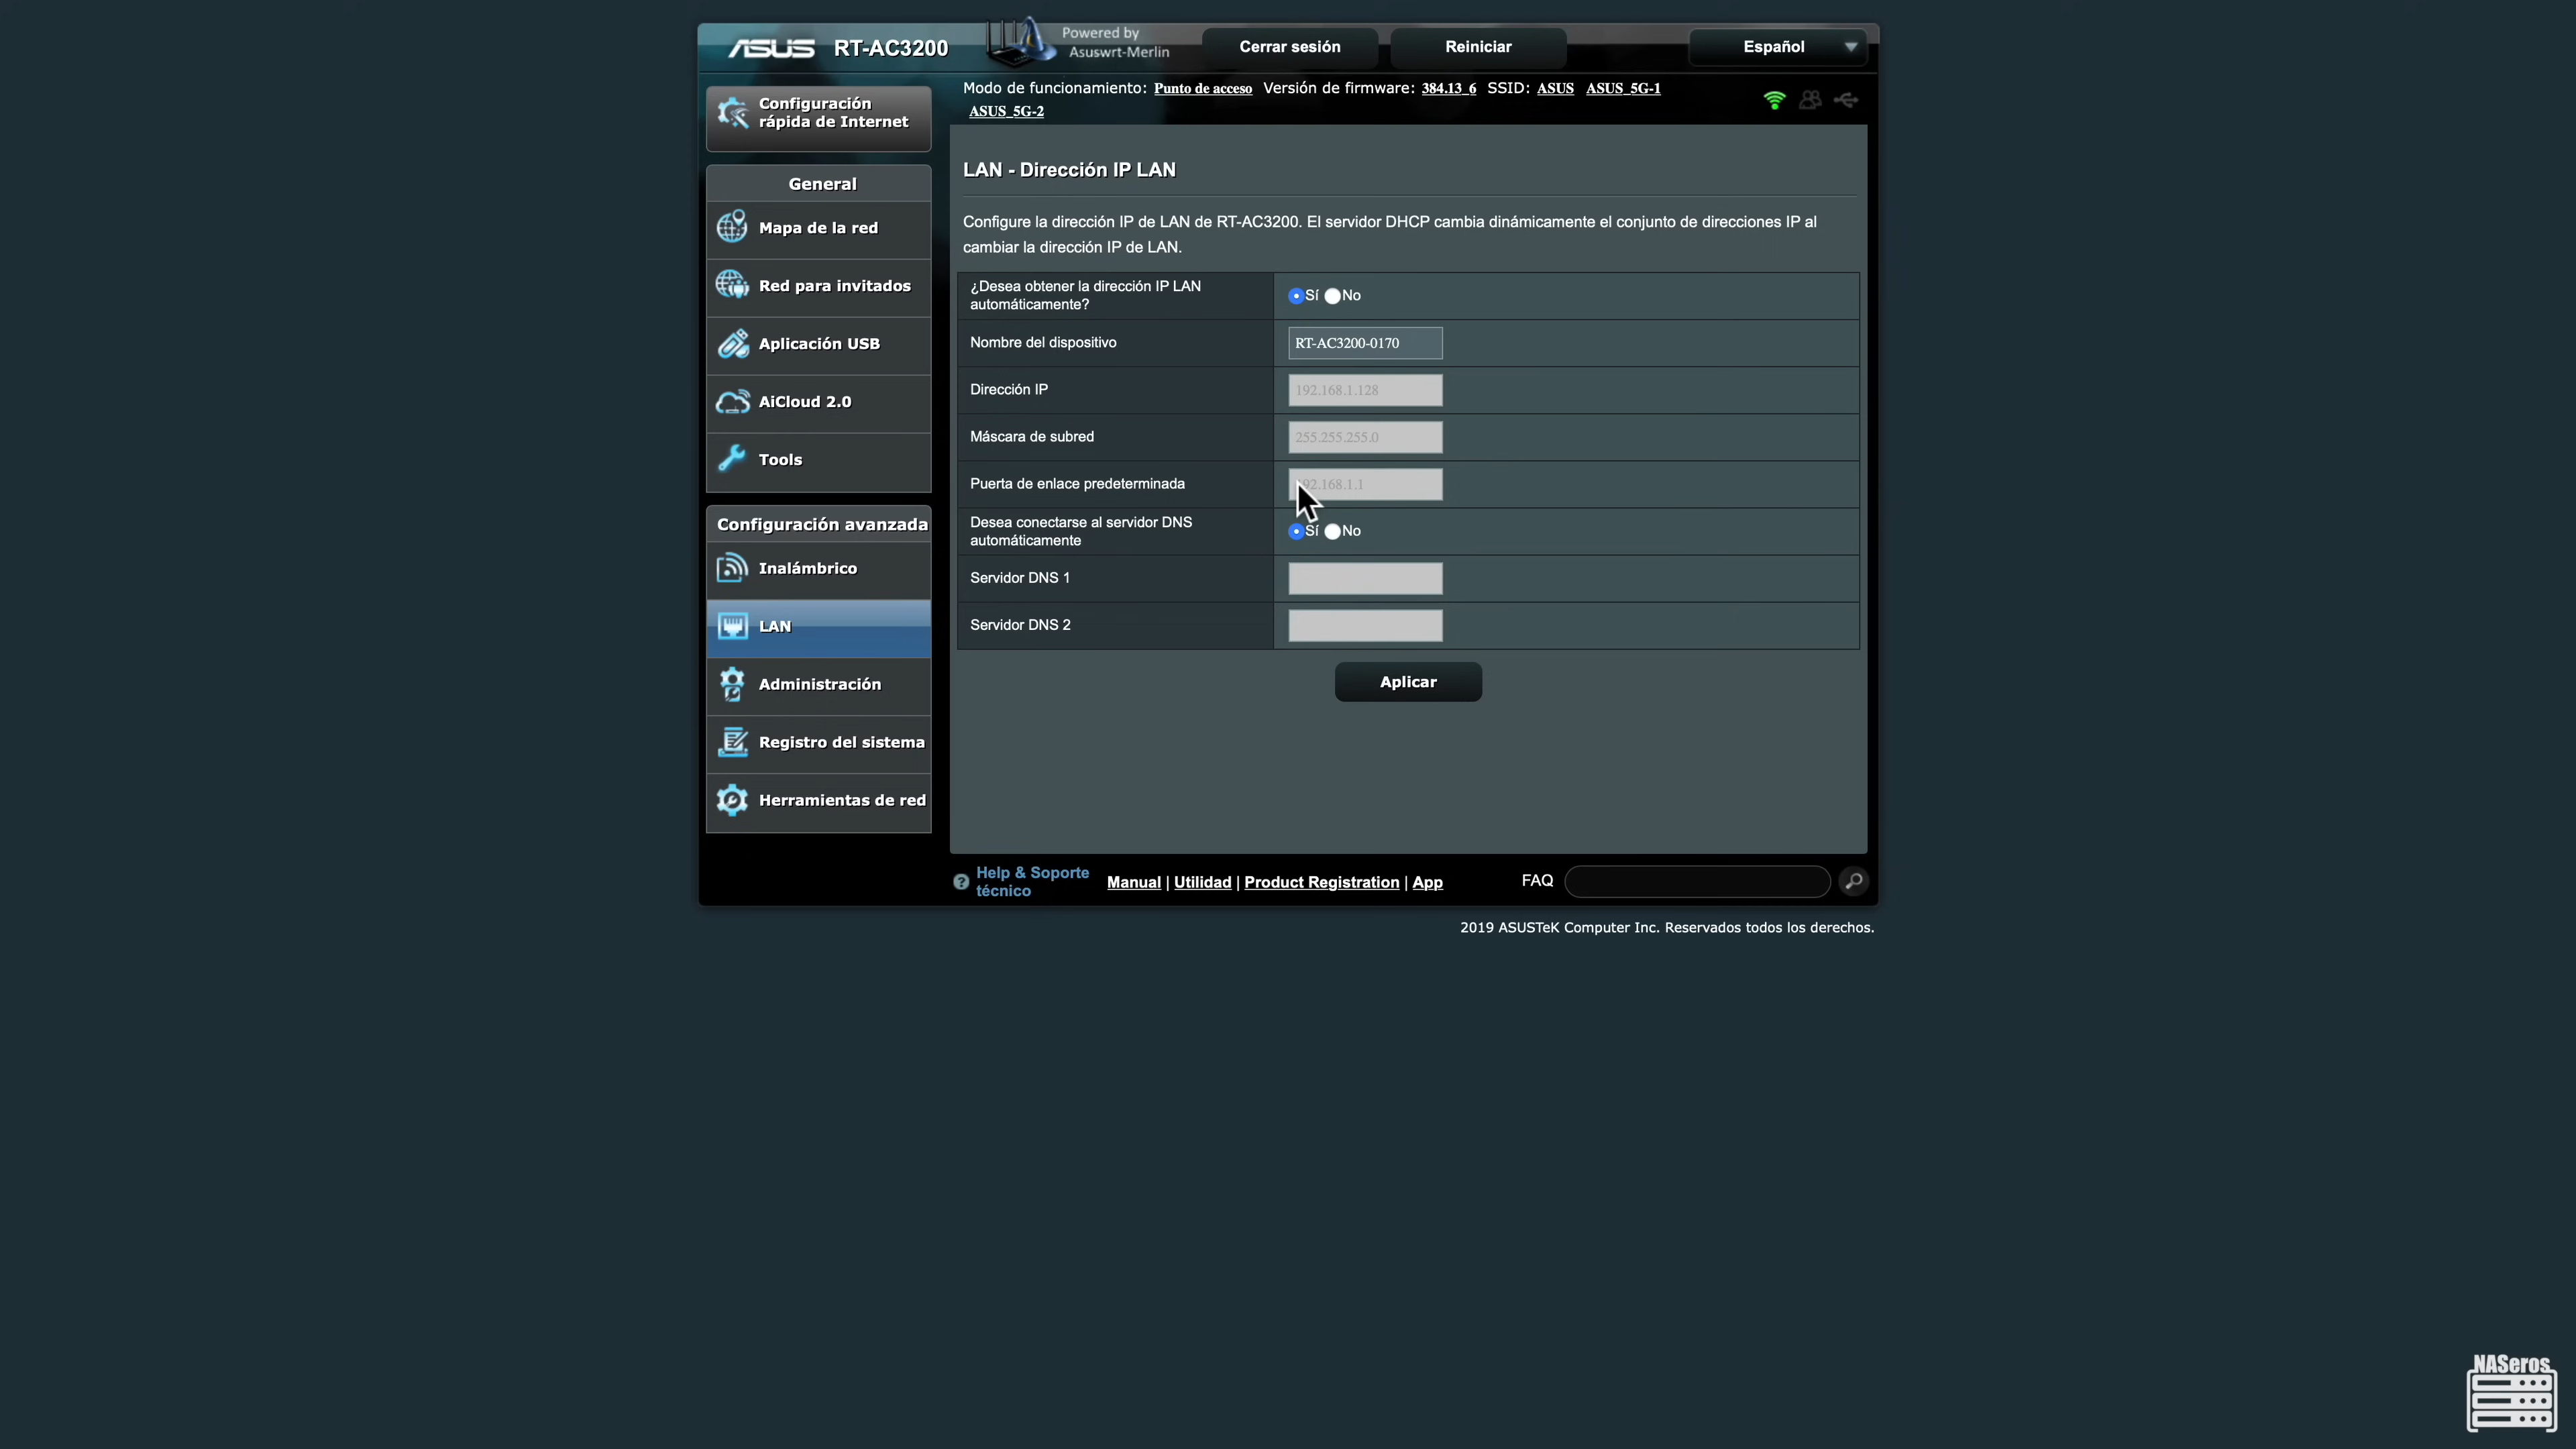 ASUS RT-AC3200
Powered by
Asuswrt-Merlin
Cerrar sesión
Reiniciar
Español
Modo de funcionamiento: Punto de acceso Versión de firmware: 384.13_6 SSID: ASUS ASUS_5G-1
ASUS_5G-2
Configuración
rápida de Internet
General
Mapa de la red
Red para invitados
Aplicación USB
AiCloud 2.0
Tools
Configuración avanzada
Inalámbrico
LAN
Administración
Registro del sistema
Herramientas de red
LAN - Dirección IP LAN
Configure la dirección IP de LAN de RT-AC3200. El servidor DHCP cambia dinámicamente el conjunto de direcciones IP al
cambiar la dirección IP de LAN.
¿Desea obtener la dirección IP LAN
automáticamente?
Sí No
Nombre del dispositivo
RT-AC3200-0170
Dirección IP
192.168.1.128
Máscara de subred
255.255.255.0
Puerta de enlace predeterminada
192.168.1.1
Desea conectarse al servidor DNS
automáticamente
Sí No
Servidor DNS 1
Servidor DNS 2
Aplicar
Help & Soporte
técnico
Manual | Utilidad | Product Registration | App
FAQ
2019 ASUSTeK Computer Inc. Reservados todos los derechos.
NASeros